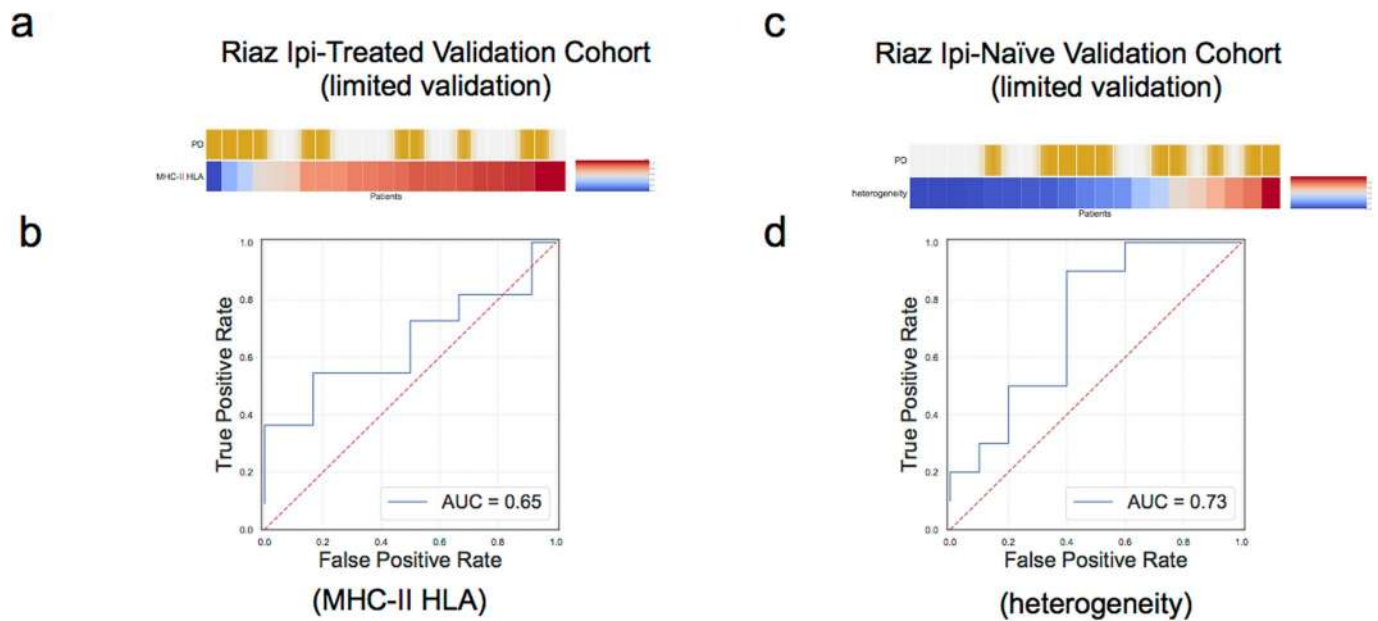 a
Riaz Ipi-Treated Validation Cohort
(limited validation)
PD
MHC-II HLA
Patients
b
1.0
0.8
0.6
0.4
0.2
0.0
True Positive Rate
AUC = 0.65
0.0 0.2 0.4 0.6 0.8 1.0
False Positive Rate
(MHC-II HLA)
c
Riaz Ipi-Naïve Validation Cohort
(limited validation)
PD
heterogeneity
Patients
d
1.0
0.8
0.6
0.4
0.2
0.0
True Positive Rate
AUC = 0.73
0.0 0.2 0.4 0.6 0.8 1.0
False Positive Rate
(heterogeneity)